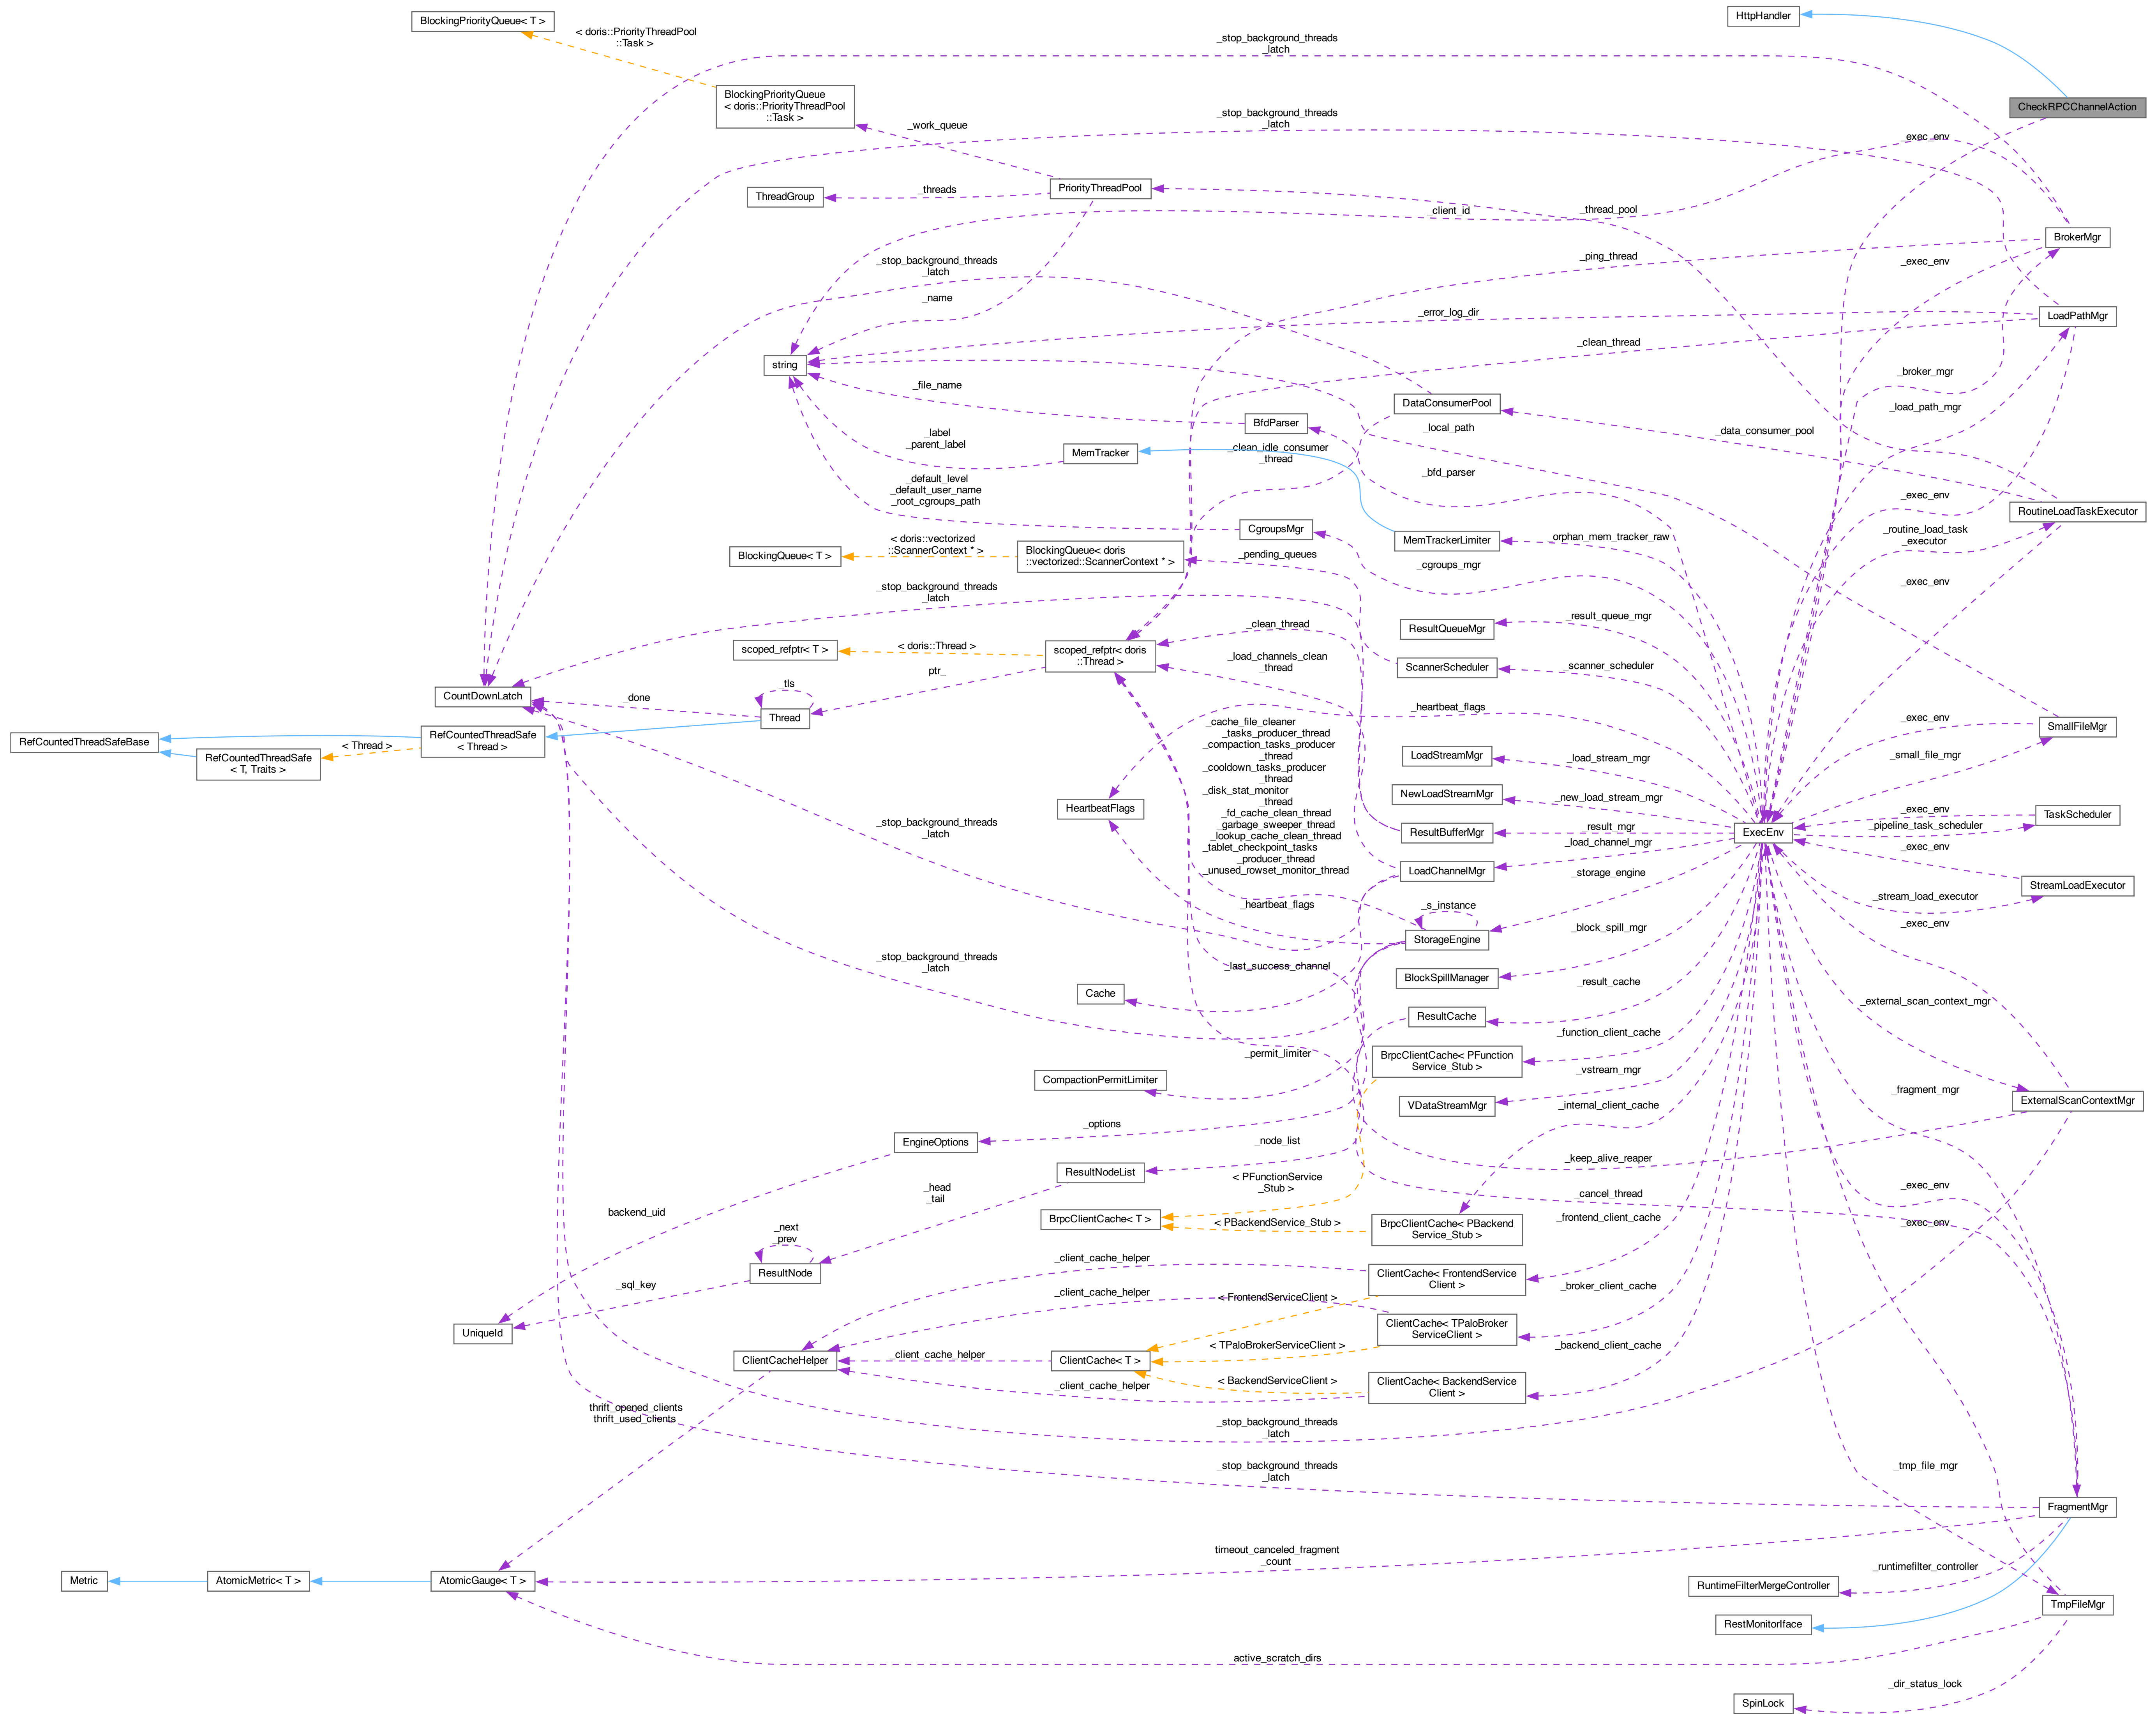 BlockingPriorityQueue< T >
HttpHandler
< doris::PriorityThreadPool
::Task >
_stop_background_threads
_latch
BlockingPriorityQueue
< doris::PriorityThreadPool
::Task >
CheckRPCChannelAction
_work_queue
_stop_background_threads
_latch
_exec_env
ThreadGroup
_threads
PriorityThreadPool
_client_id
_thread_pool
BrokerMgr
_stop_background_threads
_latch
_ping_thread
_exec_env
_name
_error_log_dir
LoadPathMgr
_clean_thread
string
_broker_mgr
_file_name
DataConsumerPool
_load_path_mgr
BfdParser
_local_path
_data_consumer_pool
_label
_parent_label
MemTracker
_clean_idle_consumer
_thread
_bfd_parser
_default_level
_default_user_name
_root_cgroups_path
_exec_env
RoutineLoadTaskExecutor
CgroupsMgr
MemTrackerLimiter
_orphan_mem_tracker_raw
_routine_load_task
_executor
BlockingQueue< T >
< doris::vectorized
::ScannerContext * >
BlockingQueue< doris
::vectorized::ScannerContext * >
_pending_queues
_cgroups_mgr
_exec_env
_stop_background_threads
_latch
_result_queue_mgr
ResultQueueMgr
_clean_thread
scoped_refptr< T >
< doris::Thread >
scoped_refptr< doris
::Thread >
_load_channels_clean
_thread
ScannerScheduler
_scanner_scheduler
ptr_
_tls
CountDownLatch
_done
Thread
_heartbeat_flags
_exec_env
SmallFileMgr
RefCountedThreadSafeBase
RefCountedThreadSafe
< Thread >
< Thread >
RefCountedThreadSafe
< T, Traits >
_cache_file_cleaner
_tasks_producer_thread
_compaction_tasks_producer
_thread
_cooldown_tasks_producer
_thread
_disk_stat_monitor
_thread
_fd_cache_clean_thread
_garbage_sweeper_thread
_lookup_cache_clean_thread
_tablet_checkpoint_tasks
_producer_thread
_unused_rowset_monitor_thread
LoadStreamMgr
_load_stream_mgr
_small_file_mgr
NewLoadStreamMgr
_new_load_stream_mgr
HeartbeatFlags
_exec_env
TaskScheduler
_stop_background_threads
_latch
ResultBufferMgr
_result_mgr
ExecEnv
_pipeline_task_scheduler
_load_channel_mgr
_exec_env
LoadChannelMgr
_storage_engine
StreamLoadExecutor
_heartbeat_flags
_s_instance
_stream_load_executor
StorageEngine
_block_spill_mgr
_exec_env
_stop_background_threads
_latch
_last_success_channel
BlockSpillManager
_result_cache
Cache
_external_scan_context_mgr
ResultCache
_function_client_cache
_permit_limiter
BrpcClientCache< PFunction
Service_Stub >
_vstream_mgr
CompactionPermitLimiter
_fragment_mgr
VDataStreamMgr
_internal_client_cache
ExternalScanContextMgr
_options
EngineOptions
_node_list
_keep_alive_reaper
ResultNodeList
< PFunctionService
_Stub >
_head
_tail
_cancel_thread
_exec_env
backend_uid
BrpcClientCache< T >
< PBackendService_Stub >
BrpcClientCache< PBackend
Service_Stub >
_frontend_client_cache
_exec_env
_next
_prev
_client_cache_helper
ResultNode
_sql_key
ClientCache< FrontendService
Client >
_broker_client_cache
_client_cache_helper
< FrontendServiceClient >
UniqueId
ClientCache< TPaloBroker
ServiceClient >
< TPaloBrokerServiceClient >
_backend_client_cache
ClientCacheHelper
_client_cache_helper
ClientCache< T >
_client_cache_helper
< BackendServiceClient >
ClientCache< BackendService
Client >
thrift_opened_clients
thrift_used_clients
_stop_background_threads
_latch
_stop_background_threads
_latch
_tmp_file_mgr
FragmentMgr
timeout_canceled_fragment
_count
_runtimefilter_controller
Metric
AtomicMetric< T >
AtomicGauge< T >
RuntimeFilterMergeController
TmpFileMgr
RestMonitorIface
active_scratch_dirs
_dir_status_lock
SpinLock